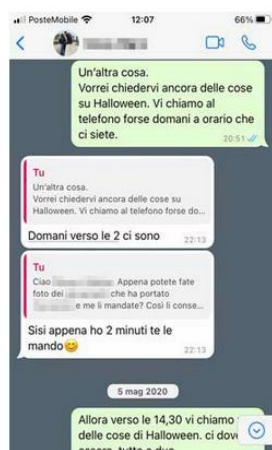 PosteMobile 12:07 66%
Un'altra cosa.
Vorrei chiedervi ancora delle cose
su Halloween. Vi chiamo al
telefono forse domani a orario che
ci siete.
20:51
Tu
Un'altra cosa.
Vorrei chiedervi ancora delle cose su
Halloween. Vi chiamo al telefono forse do...
Domani verso le 2 ci sono
22:13
Tu
Ciao Appena potete fate
foto dei che ha portato
e me li mandate? Così li conse...
Sisi appena ho 2 minuti te le
mando😊
22:13
5 mag 2020
Allora verso le 14,30 vi chiamo
delle cose di Halloween. ci